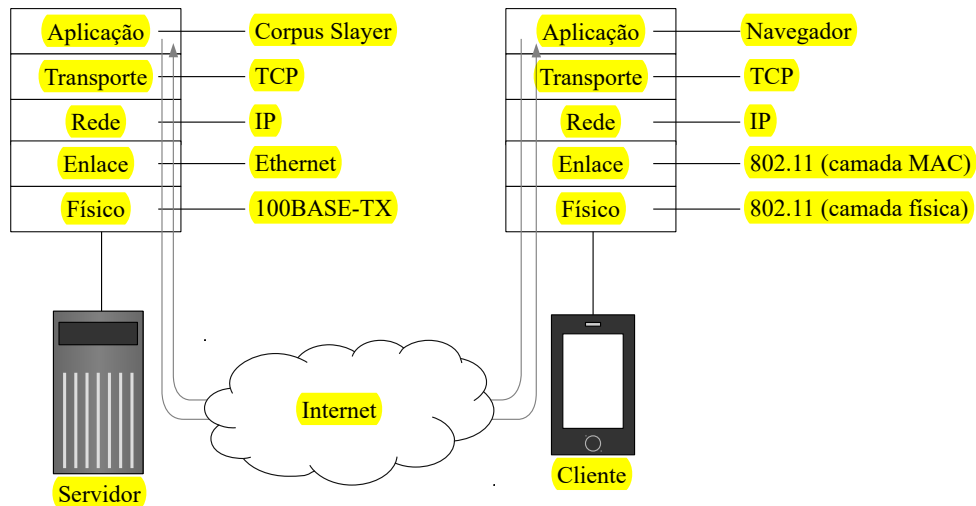 Aplicação
Corpus Slayer
Transporte
TCP
Rede
IP
Enlace
Ethernet
Físico
100BASE-TX
Servidor
Internet
Aplicação
Navegador
Transporte
TCP
Rede
IP
Enlace
802.11 (camada MAC)
Físico
802.11 (camada física)
Cliente